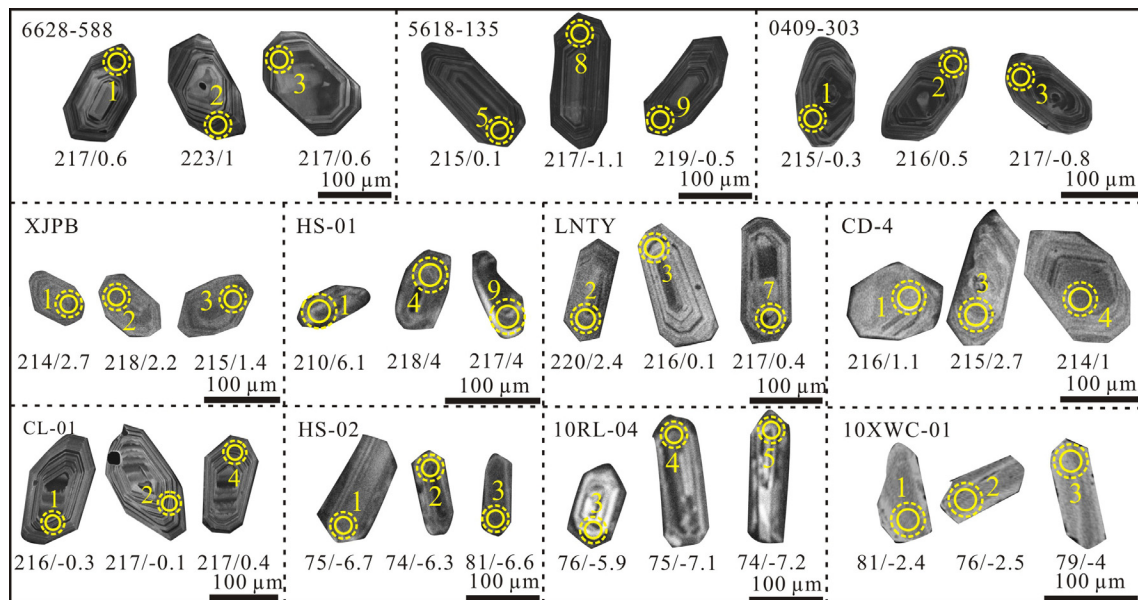 6628-588
1
2
3
217/0.6 223/1 217/0.6
100 µm
5618-135
5
8
9
215/0.1 217/-1.1 219/-0.5
100 µm
0409-303
1
2
3
215/-0.3 216/0.5 217/-0.8
100 µm
XJPB
1
2
3
214/2.7 218/2.2 215/1.4
100 µm
HS-01
1
4
9
210/6.1 218/4 217/4
100 µm
LNTY
2
3
7
220/2.4 216/0.1 217/0.4
100 µm
CD-4
1
3
4
216/1.1 215/2.7 214/1
100 µm
CL-01
1
2
4
216/-0.3 217/-0.1 217/0.4
100 µm
HS-02
1
2
3
75/-6.7 74/-6.3 81/-6.6
100 µm
10RL-04
3
4
5
76/-5.9 75/-7.1 74/-7.2
100 µm
10XWC-01
1
2
3
81/-2.4 76/-2.5 79/-4
100 µm